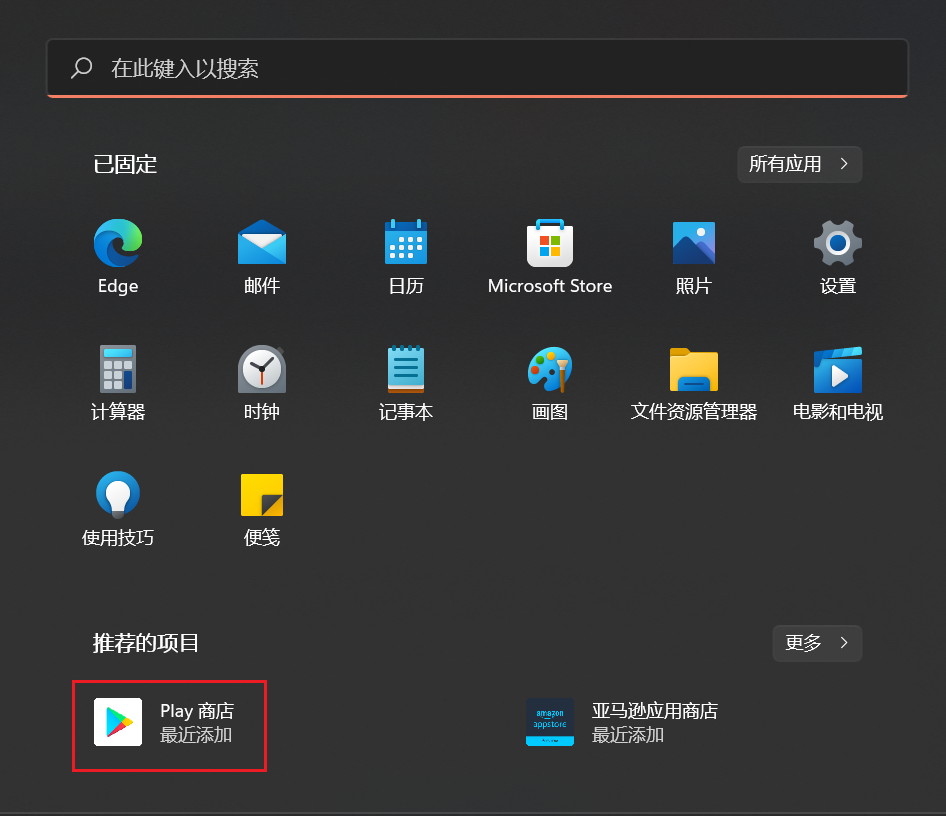 在此键入以搜索
已固定
所有应用
Edge
邮件
日历
Microsoft Store
照片
设置
计算器
时钟
记事本
画图
文件资源管理器
电影和电视
使用技巧
便笺
推荐的项目
更多
Play 商店
最近添加
amazon
appstore
亚马逊应用商店
最近添加